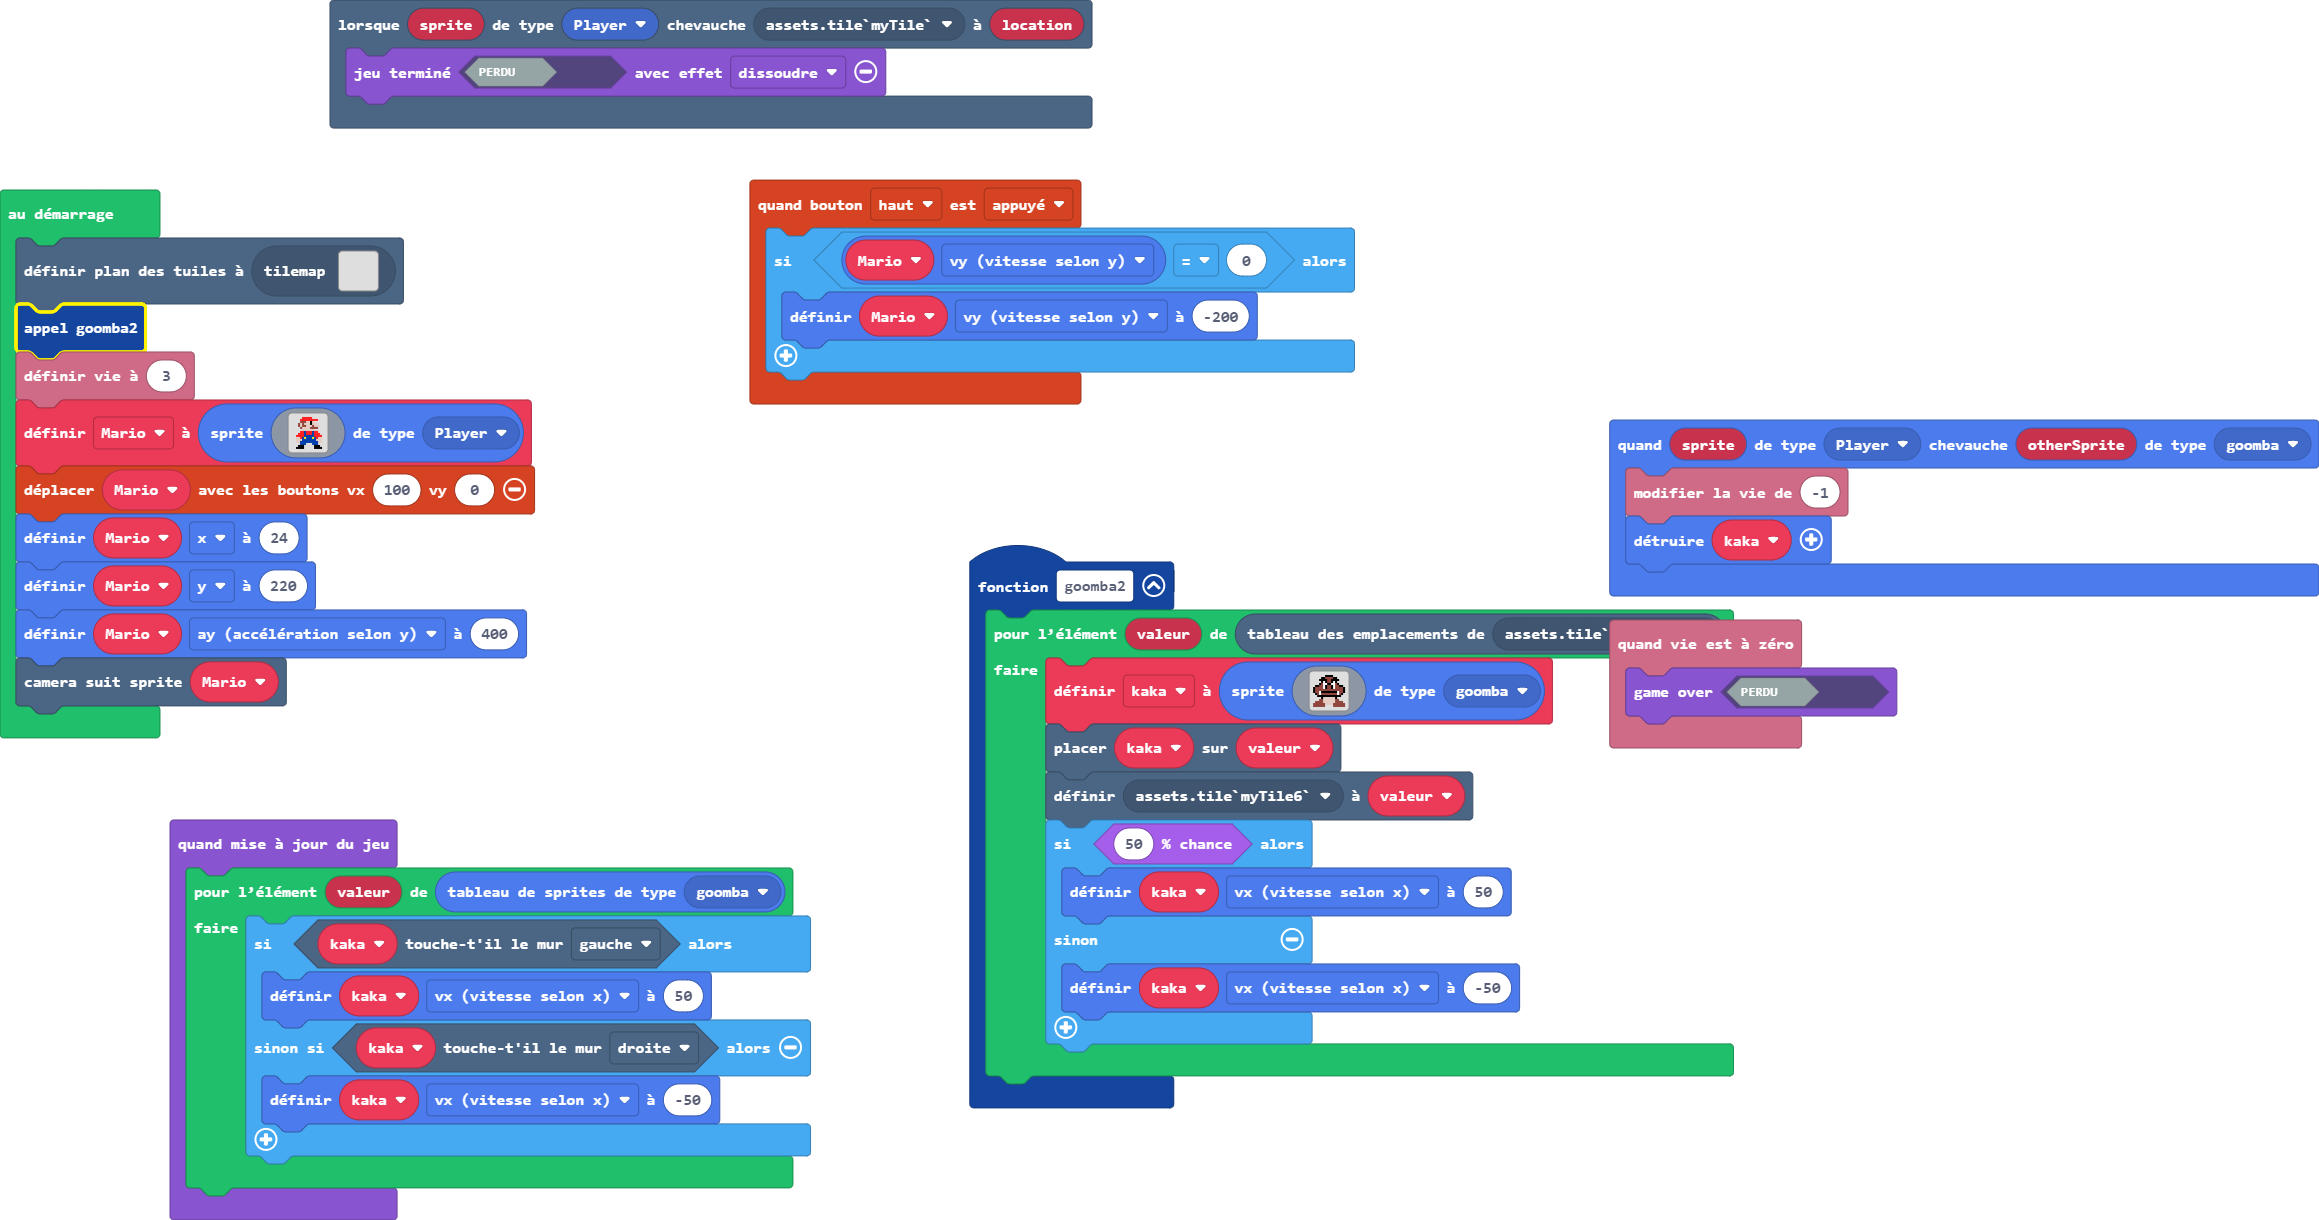 lorsque sprite de type Player chevauche assets.tile`myTile` à location
jeu terminé PERDU avec effet dissoudre
au démarrage
définir plan des tuiles à tilemap
appel goomba2
définir vie à 3
définir Mario à sprite de type Player
déplacer Mario avec les boutons vx 100 vy 0
définir Mario x à 24
définir Mario y à 220
définir Mario ay (accélération selon y) à 400
camera suit sprite Mario
quand bouton haut est appuyé
si Mario vy (vitesse selon y) = 0 alors
définir Mario vy (vitesse selon y) à -200
quand sprite de type Player chevauche otherSprite de type goomba
modifier la vie de -1
détruire kaka
fonction goomba2
pour l’élément valeur de tableau des emplacements de assets.tile`
faire
définir kaka à sprite de type goomba
placer kaka sur valeur
définir assets.tile`myTile6` à valeur
si 50 % chance alors
définir kaka vx (vitesse selon x) à 50
sinon
définir kaka vx (vitesse selon x) à -50
quand vie est à zéro
game over PERDU
quand mise à jour du jeu
pour l’élément valeur de tableau de sprites de type goomba
faire
si kaka touche-t'il le mur gauche alors
définir kaka vx (vitesse selon x) à 50
sinon si kaka touche-t'il le mur droite alors
définir kaka vx (vitesse selon x) à -50